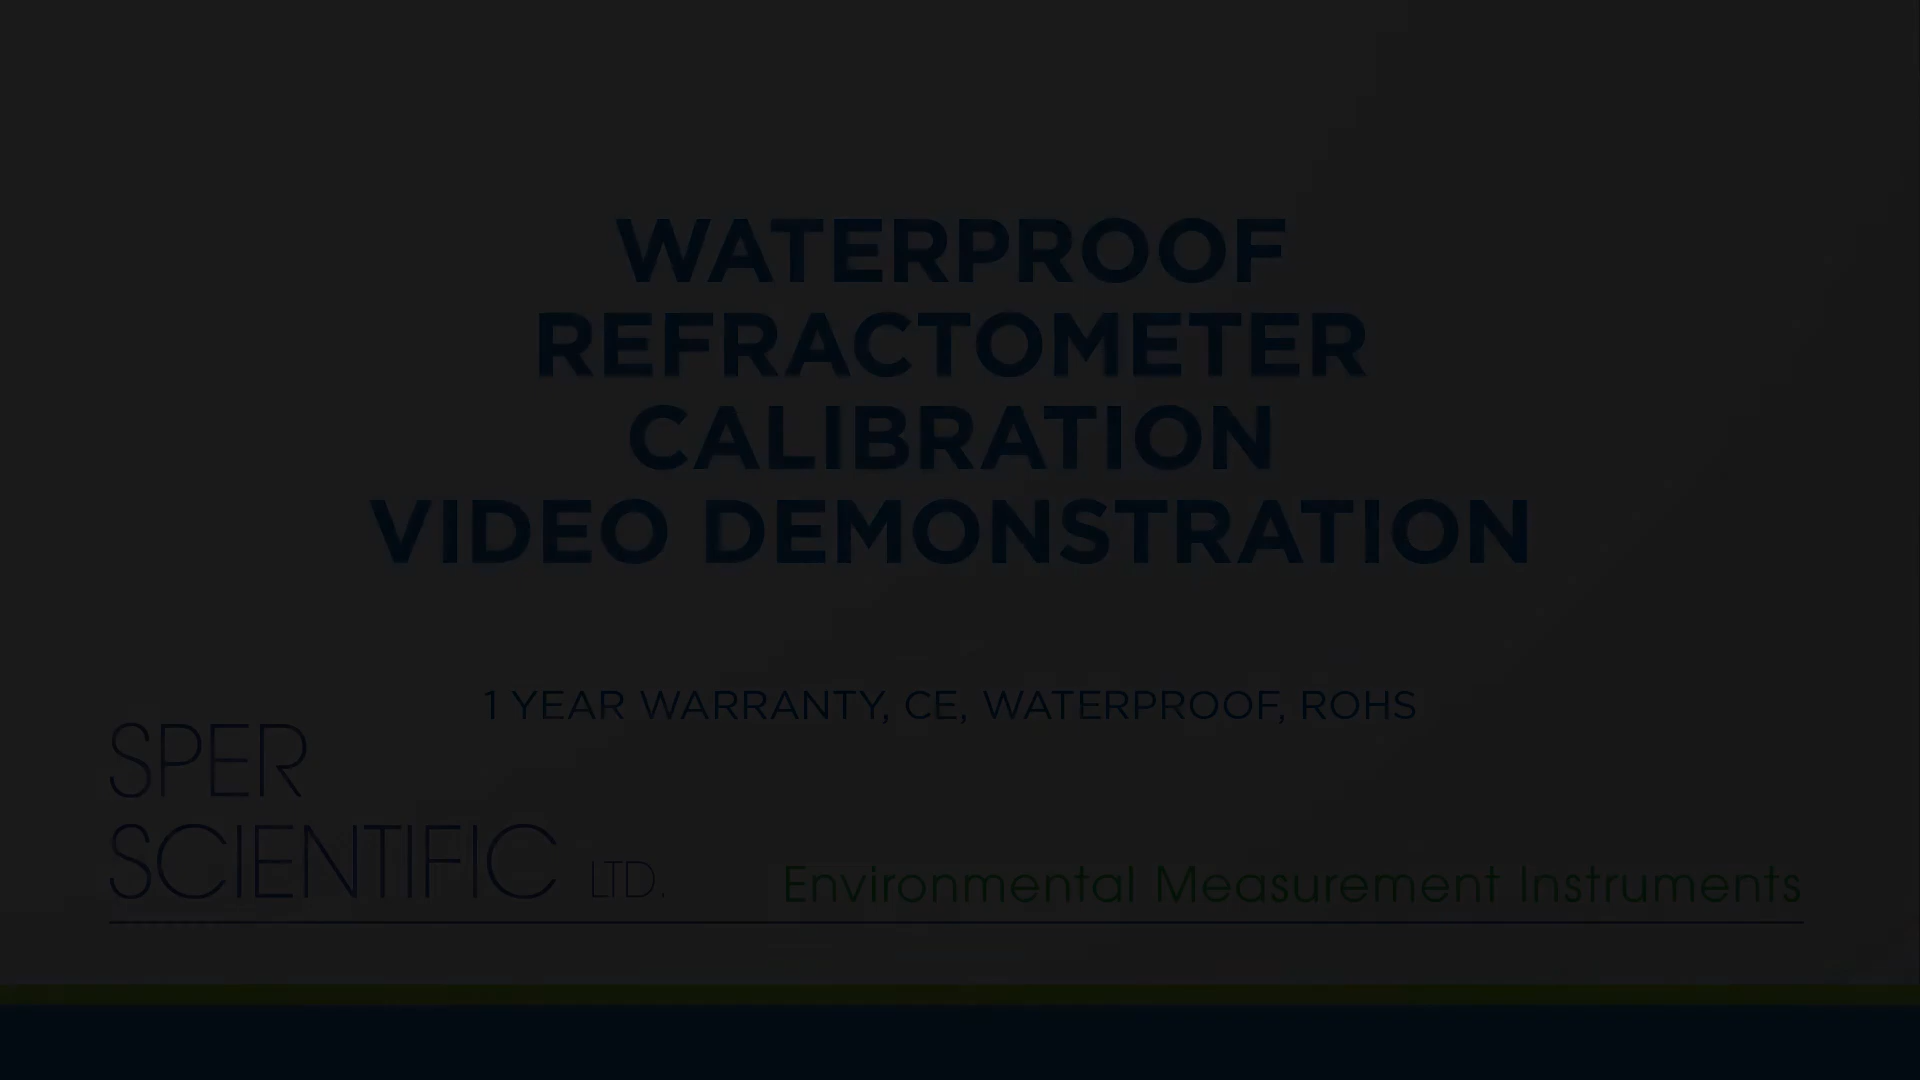 WATERPROOF
REFRACTOMETER
CALIBRATION
VIDEO DEMONSTRATION
1 YEAR WARRANTY, CE, WATERPROOF, ROHS
SPER
SCIENTIFIC LTD.
Environmental Measurement Instruments